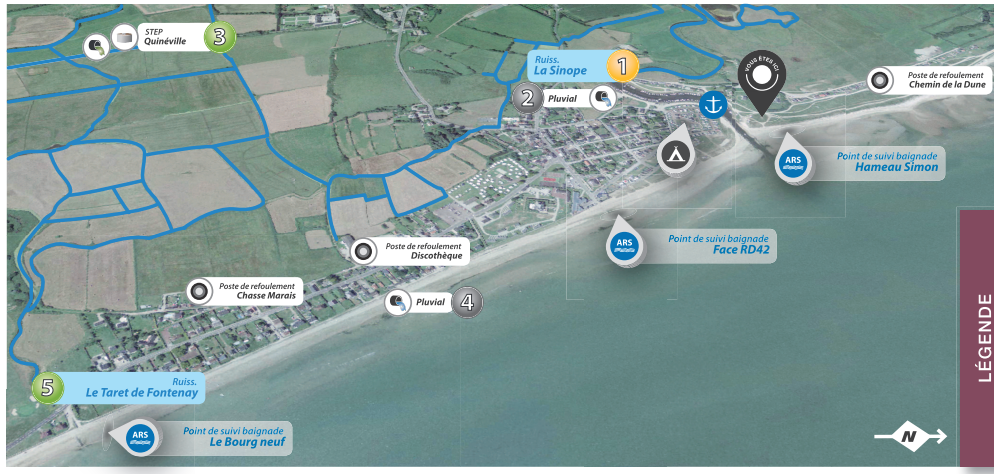 STEP
Quinéville
3
Ruiss.
La Sinope
1
2
Pluvial
VOUS ÊTES ICI
Poste de refoulement
Chemin de la Dune
ARS
Point de suivi baignade
Hameau Simon
ARS
Point de suivi baignade
Face RD42
Poste de refoulement
Discothèque
Poste de refoulement
Chasse Marais
Pluvial
4
5
Ruiss.
Le Taret de Fontenay
ARS
Point de suivi baignade
Le Bourg neuf
LÉGENDE
N